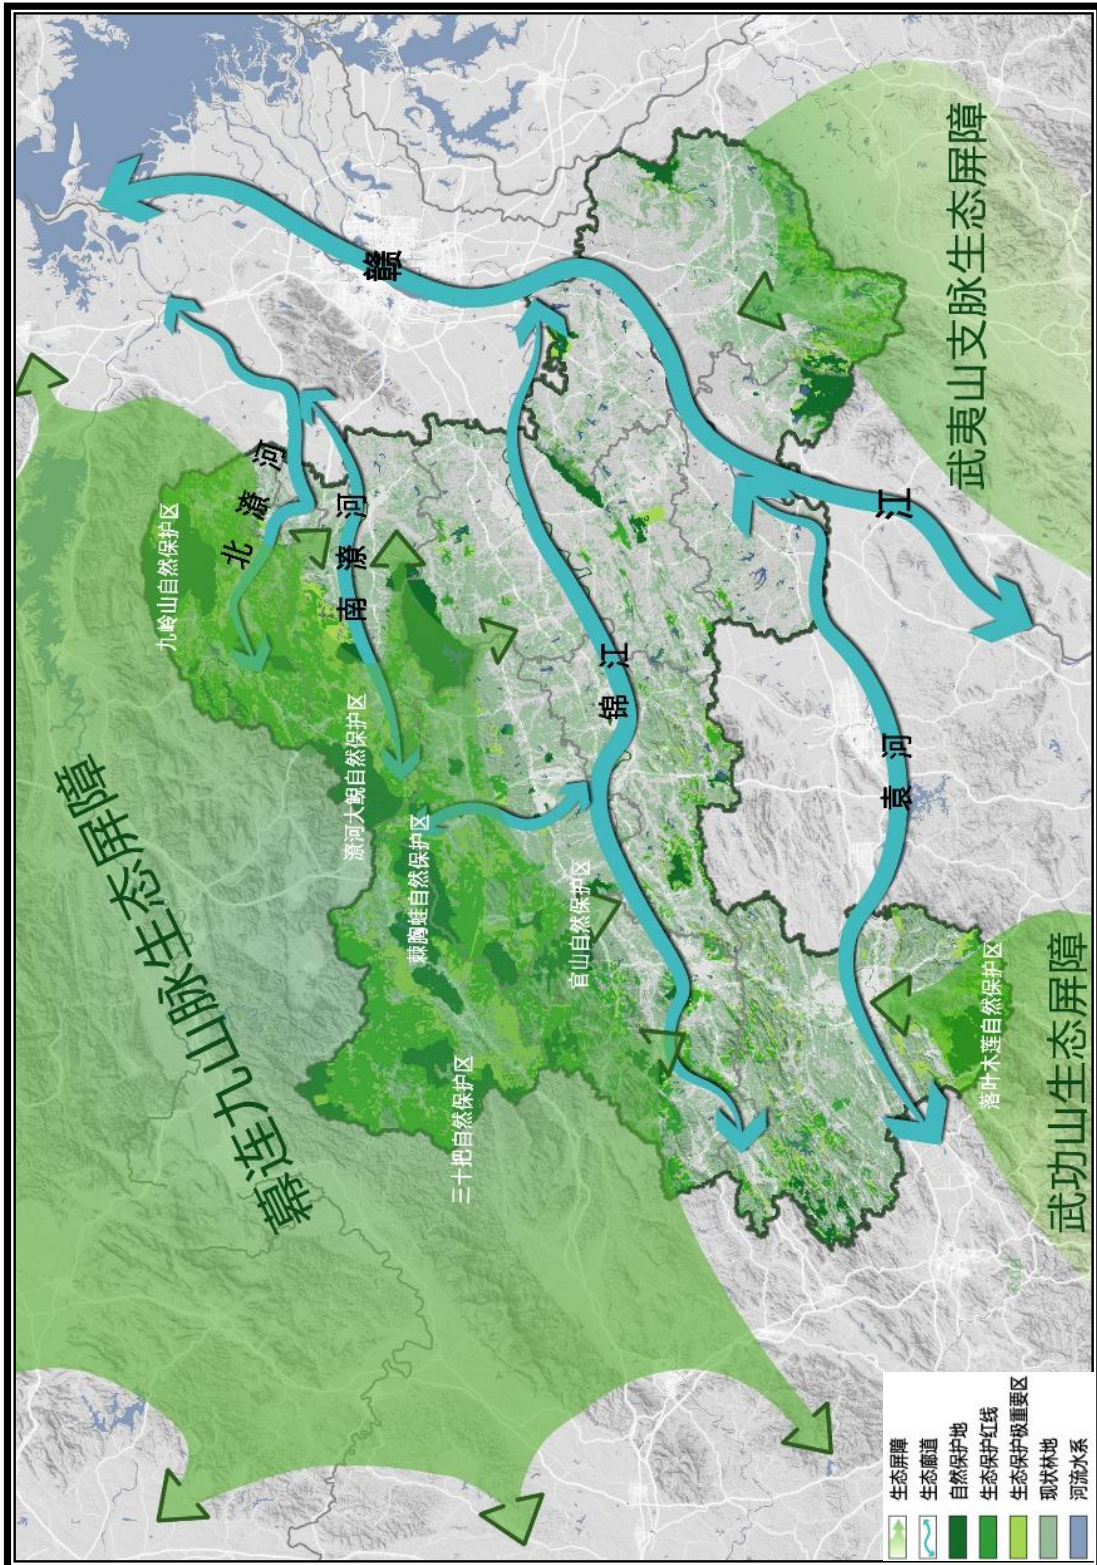 幕连九山脉生态屏障
九岭山自然保护区
北潦河
南潦河
潦河大鲵自然保护区
棘胸蛙自然保护区
三十把自然保护区
官山自然保护区
锦江
赣江
袁河
落叶木莲自然保护区
武功山生态屏障
武夷山支脉生态屏障
生态屏障
生态廊道
自然保护地
生态保护红线
生态保护极重要区
现状林地
河流水系